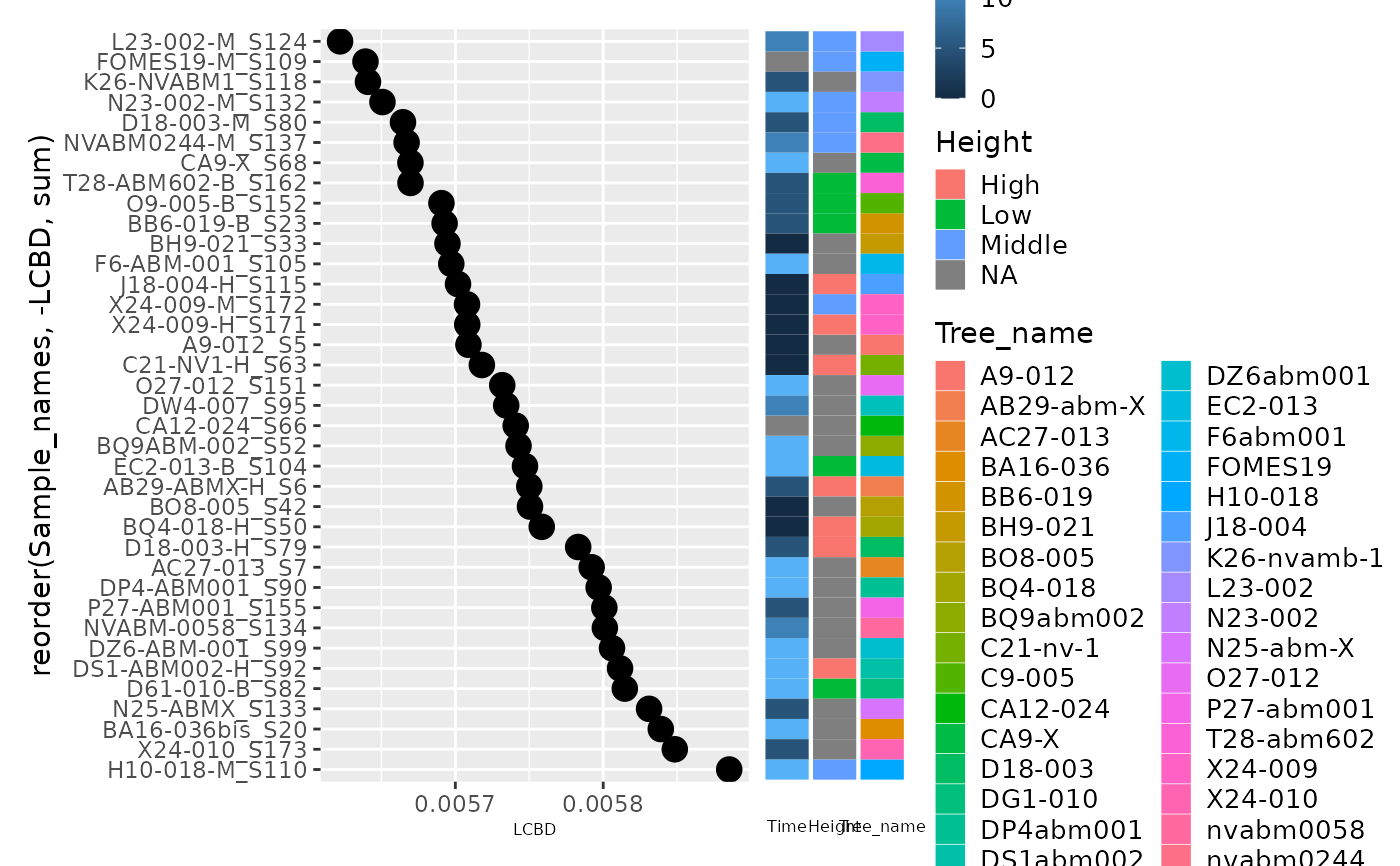 reorder(Sample_names, -LCBD, sum)
L23-002-M_S124
FOMES19-M_S109
K26-NVABM1_S118
N23-002-M_S132
D18-003-M_S80
NVABM0244-M_S137
CA9-X_S68
T28-ABM602-B_S162
O9-005-B_S152
BB6-019-B_S23
BH9-021_S33
F6-ABM-001_S105
J18-004-H_S115
X24-009-M_S172
X24-009-H_S171
A9-012_S5
C21-NV1-H_S63
O27-012_S151
DW4-007_S95
CA12-024_S66
BQ9ABM-002_S52
EC2-013-B_S104
AB29-ABMX-H_S6
BO8-005_S42
BQ4-018-H_S50
D18-003-H_S79
AC27-013_S7
DP4-ABM001_S90
P27-ABM001_S155
NVABM-0058_S134
DZ6-ABM-001_S99
DS1-ABM002-H_S92
D61-010-B_S82
N25-ABMX_S133
BA16-036bis_S20
X24-010_S173
H10-018-M_S110
0.0057 0.0058
LCBD
Time Height Tree_name
10
5
0
Height
High
Low
Middle
NA
Tree_name
A9-012
AB29-abm-X
AC27-013
BA16-036
BB6-019
BH9-021
BO8-005
BQ4-018
BQ9abm002
C21-nv-1
C9-005
CA12-024
CA9-X
D18-003
DG1-010
DP4abm001
DS1abm002
DZ6abm001
EC2-013
F6abm001
FOMES19
H10-018
J18-004
K26-nvamb-1
L23-002
N23-002
N25-abm-X
O27-012
P27-abm001
T28-abm602
X24-009
X24-010
nvabm0058
nvabm0244